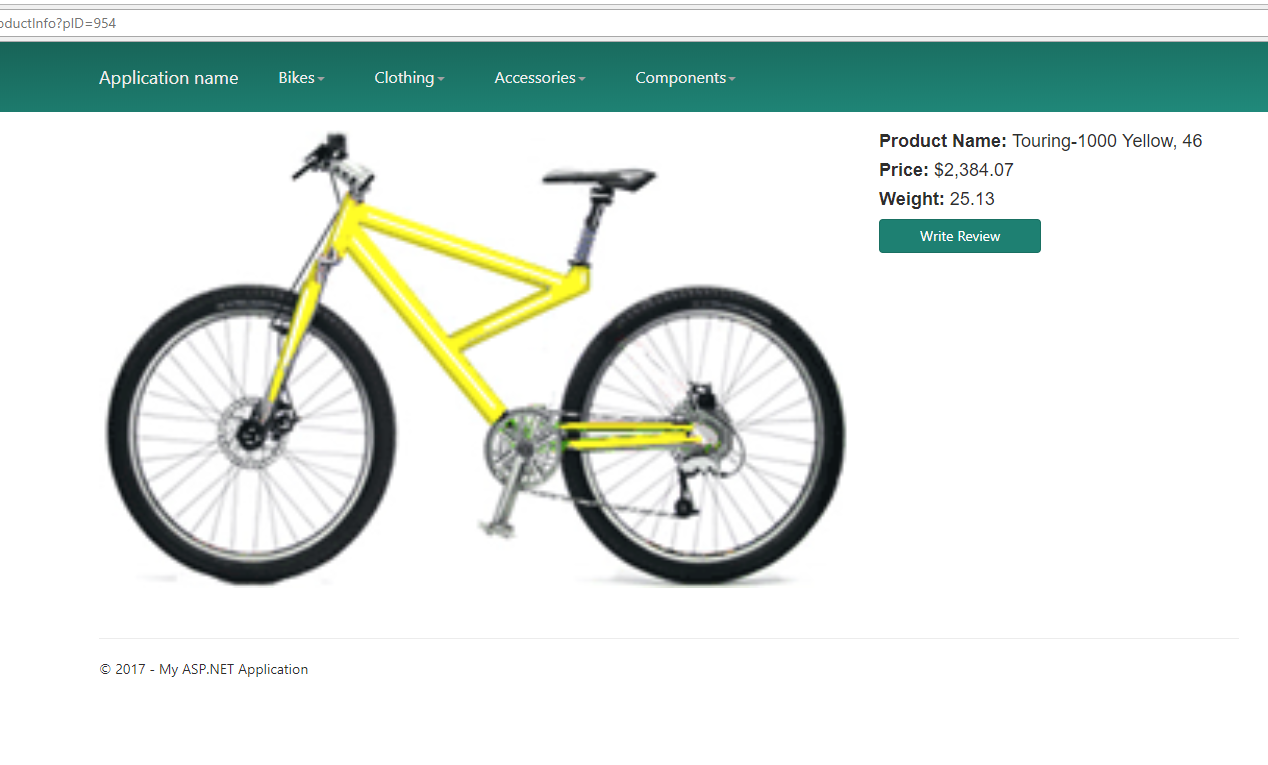 oductInfo?pID=954
Application name Bikes Clothing Accessories Components
Product Name: Touring-1000 Yellow, 46
Price: $2,384.07
Weight: 25.13
Write Review
© 2017 - My ASP.NET Application